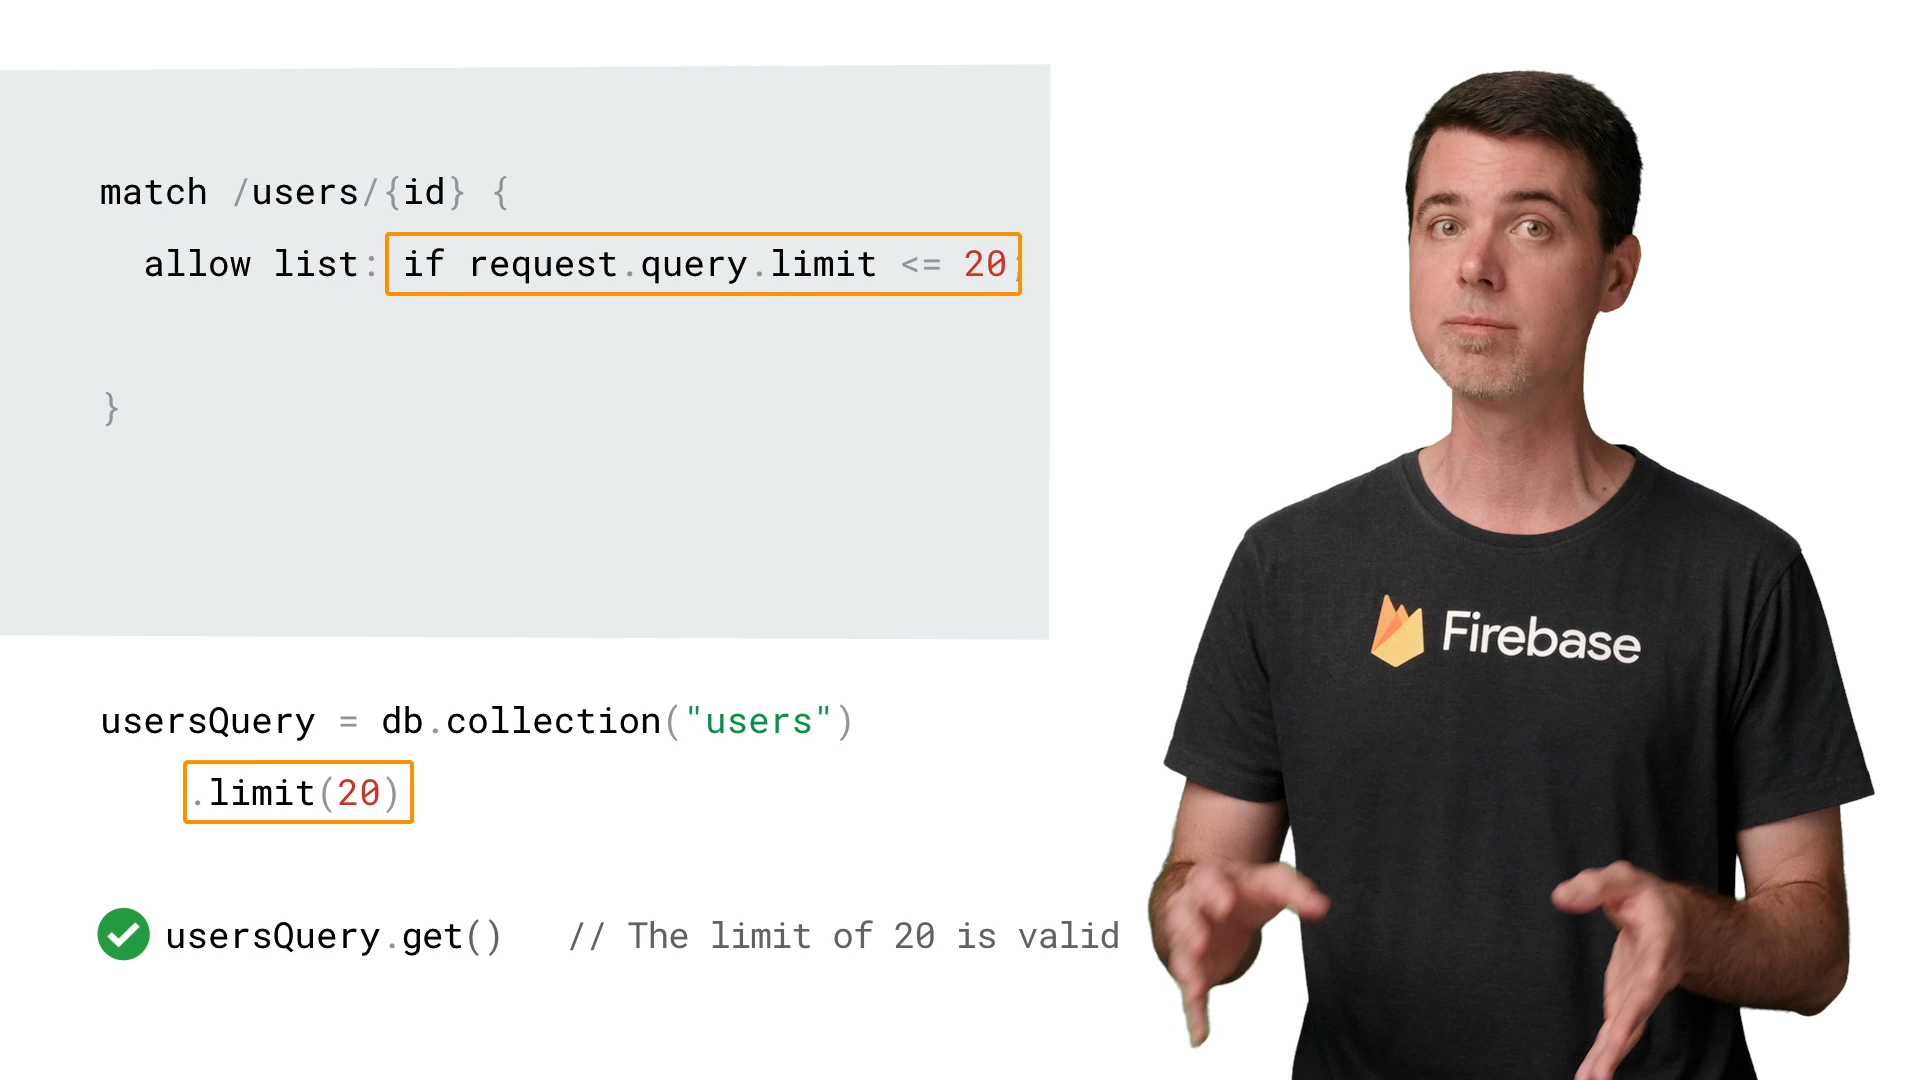 match /users/{id} {
allow list: if request.query.limit <= 20;
}
usersQuery = db.collection("users")
.limit(20)
usersQuery.get() // The limit of 20 is valid
Firebase